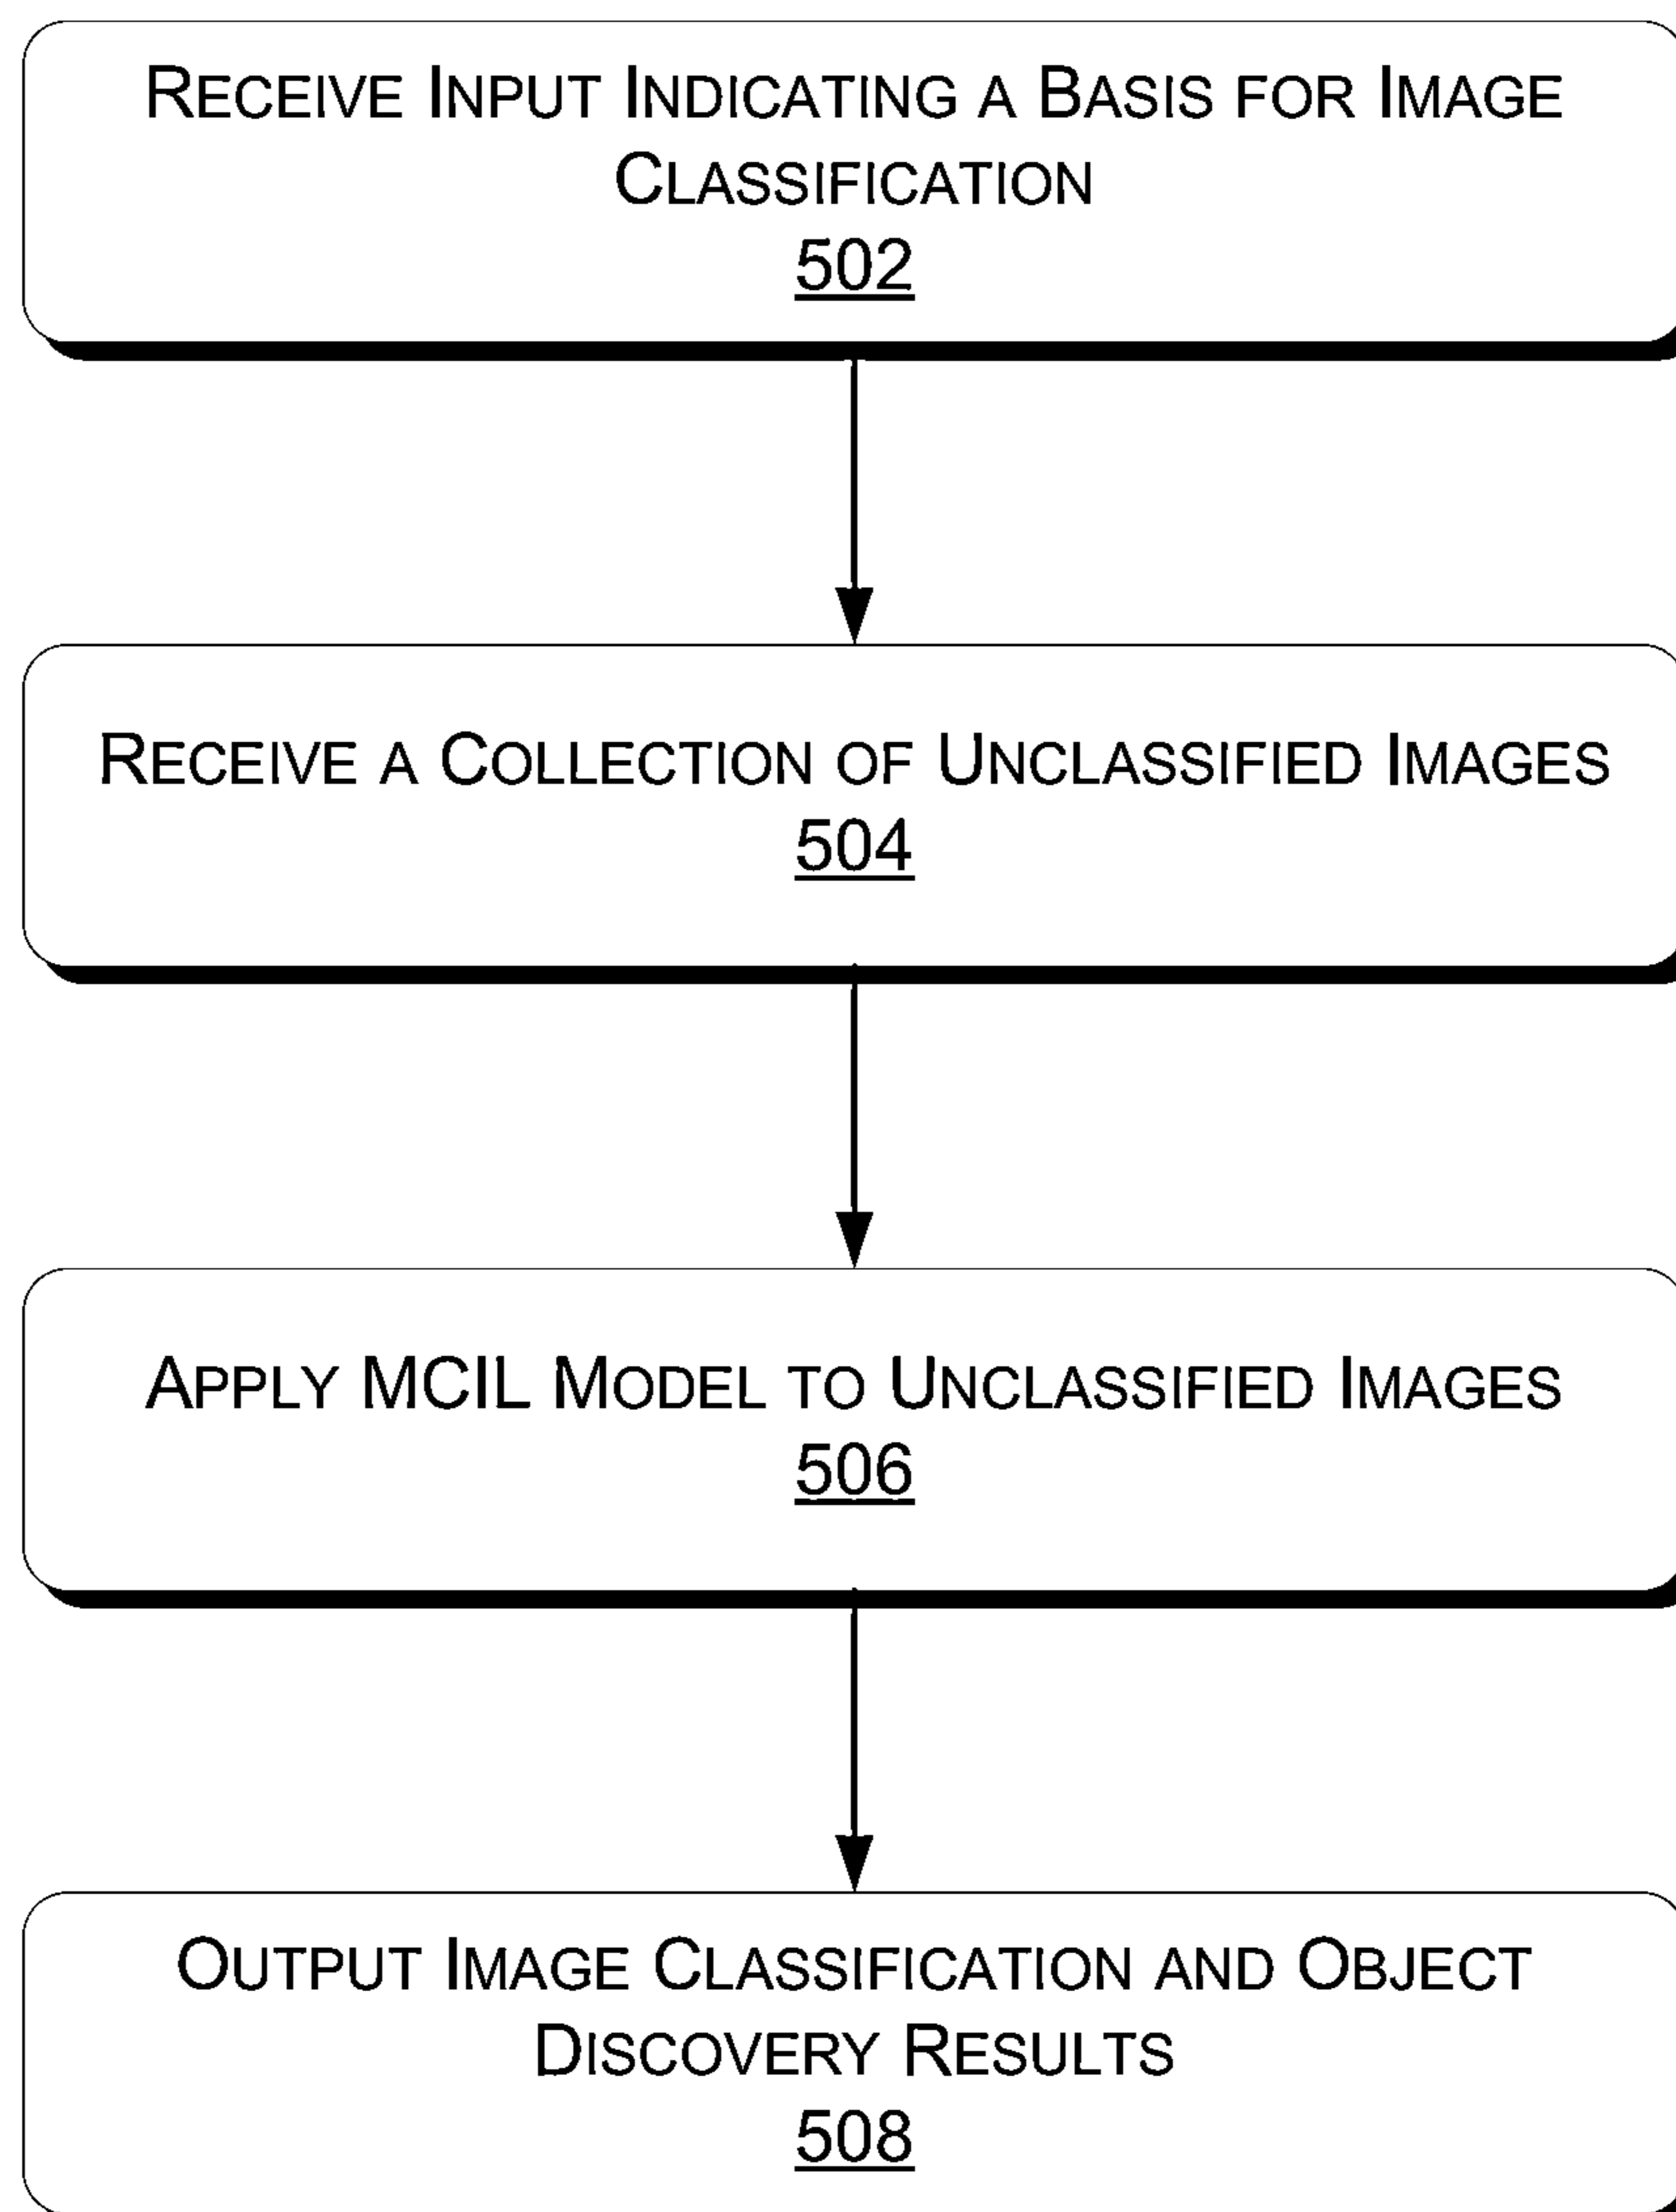 RECEIVE INPUT INDICATING A BASIS FOR IMAGE
CLASSIFICATION
502
RECEIVE A COLLECTION OF UNCLASSIFIED IMAGES
504
APPLY MCIL MODEL TO UNCLASSIFIED IMAGES
506
OUTPUT IMAGE CLASSIFICATION AND OBJECT
DISCOVERY RESULTS
508